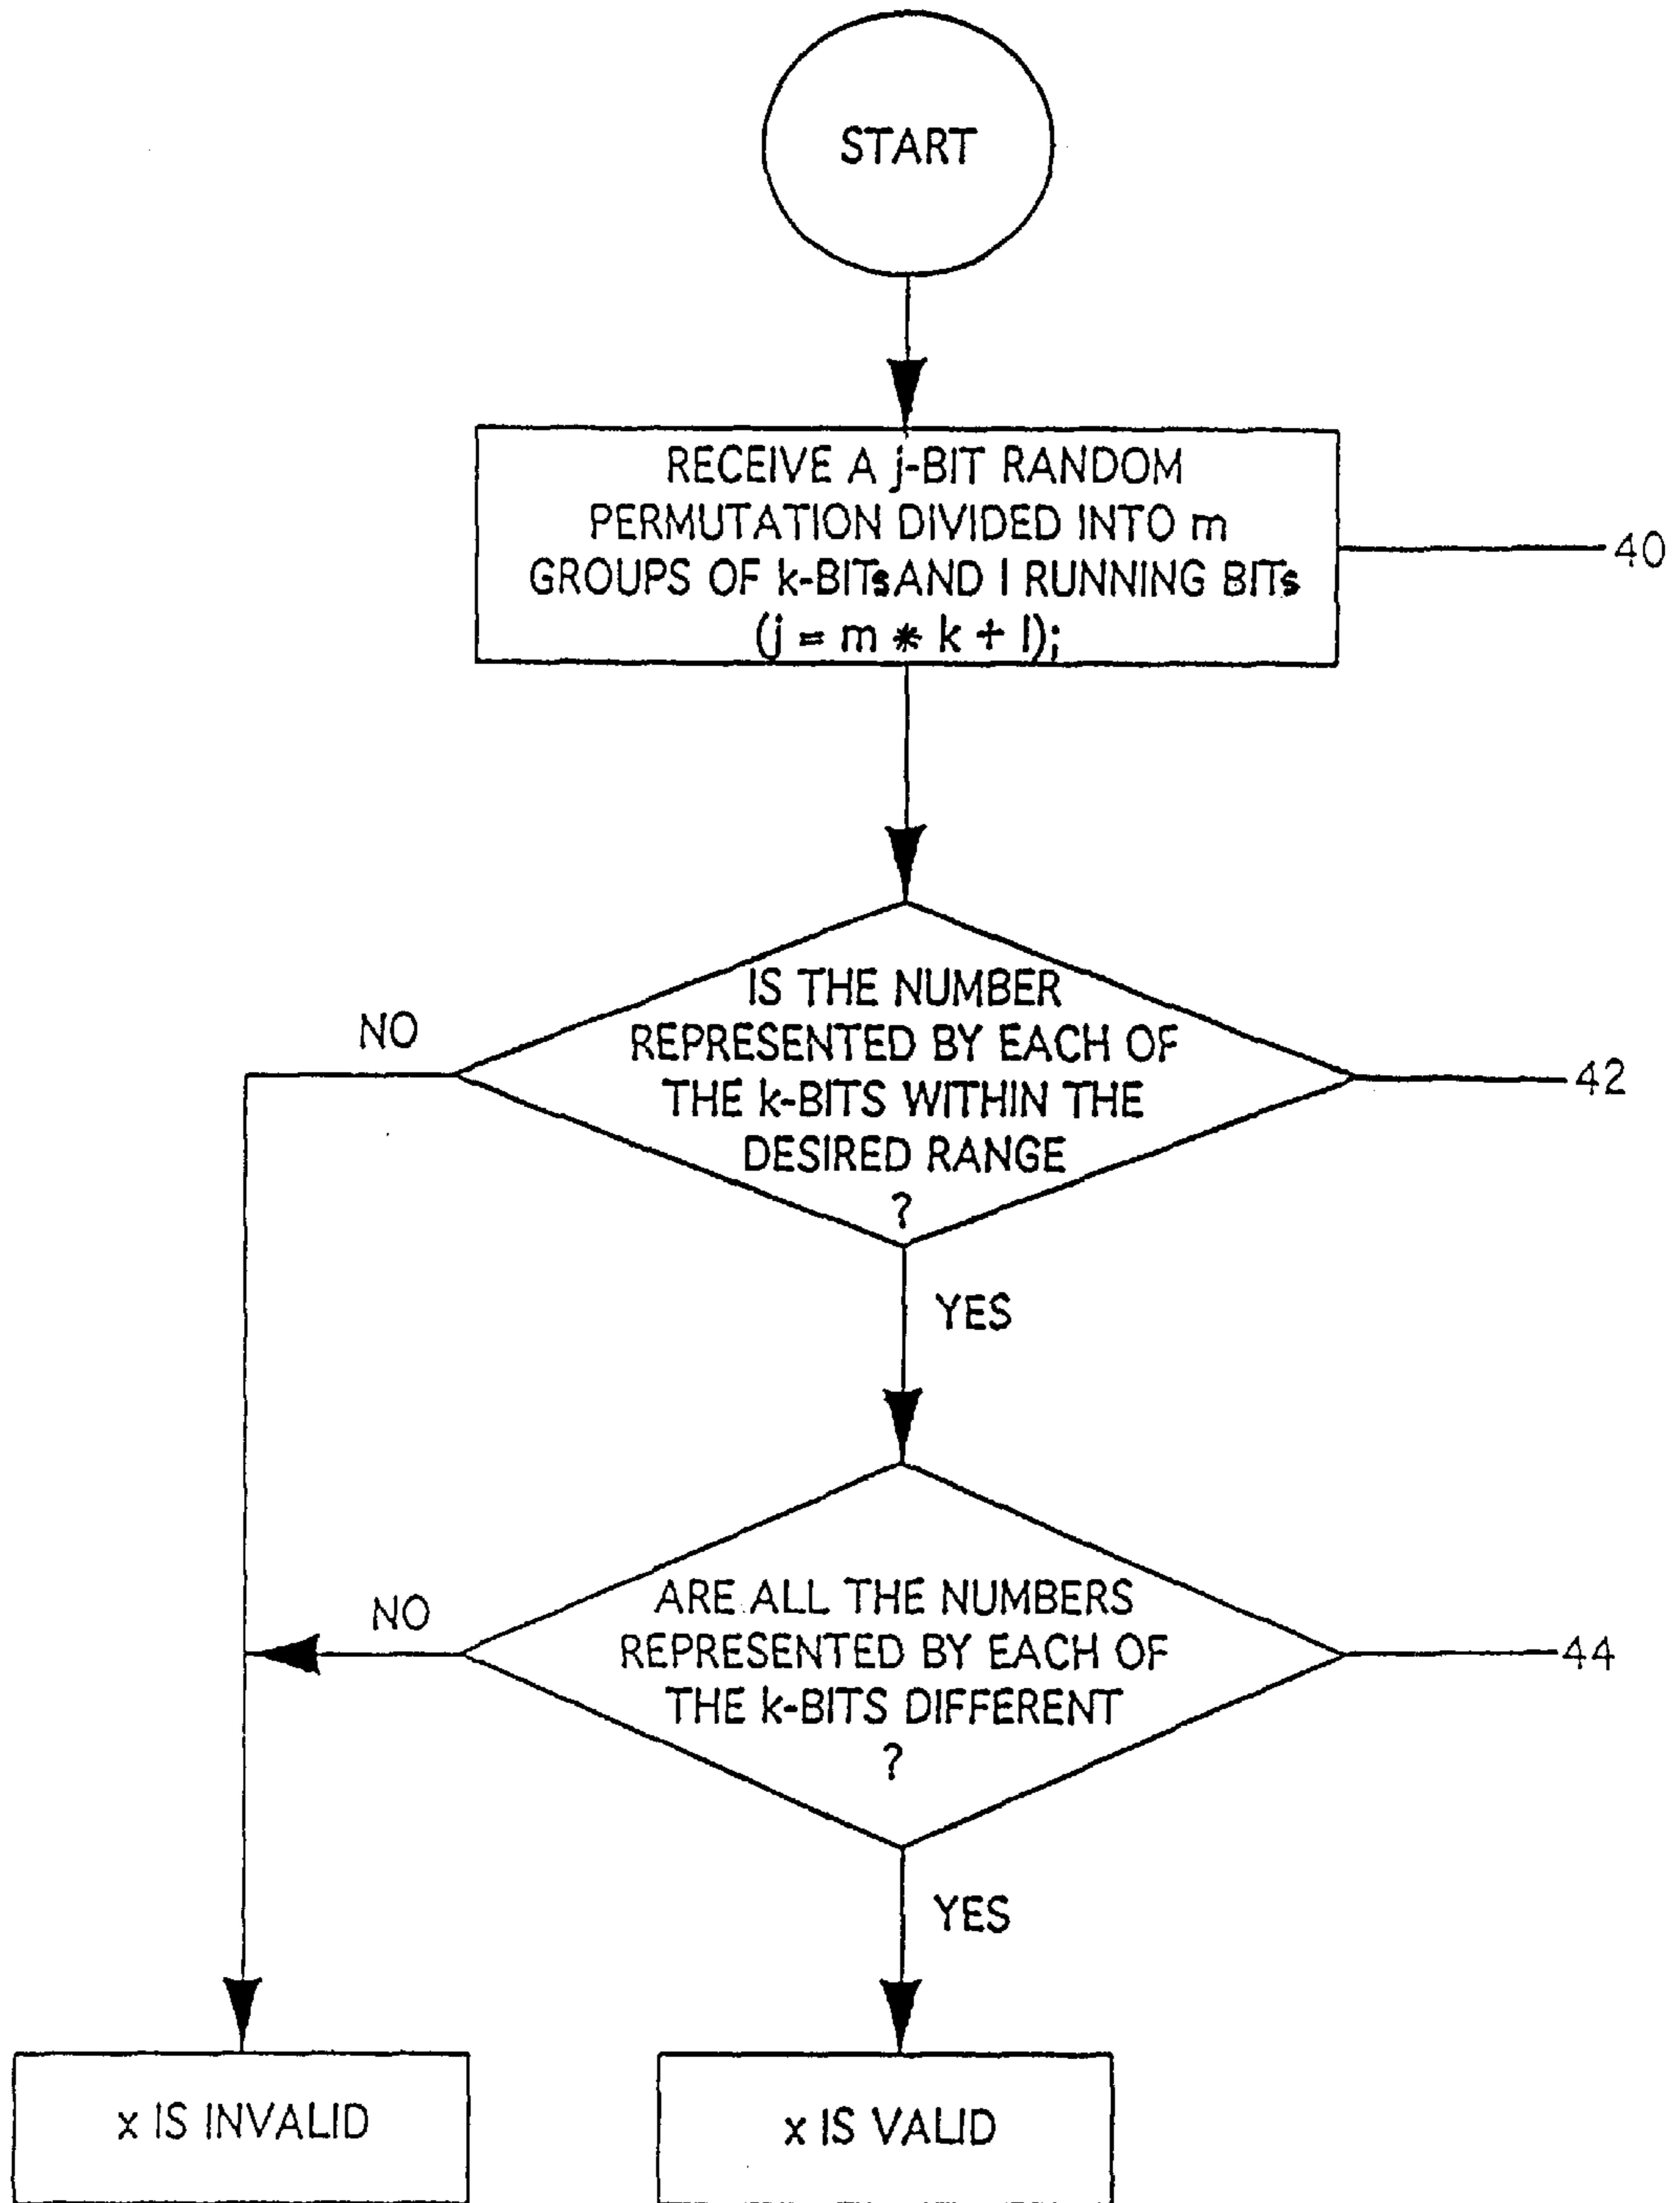 START
RECEIVE A j-BIT RANDOM
PERMUTATION DIVIDED INTO m
GROUPS OF k-BITs AND l RUNNING BITs
(j = m * k + l);
40
IS THE NUMBER
REPRESENTED BY EACH OF
THE k-BITS WITHIN THE
DESIRED RANGE
?
NO
42
YES
ARE ALL THE NUMBERS
REPRESENTED BY EACH OF
THE k-BITS DIFFERENT
?
NO
44
YES
x IS INVALID
x IS VALID